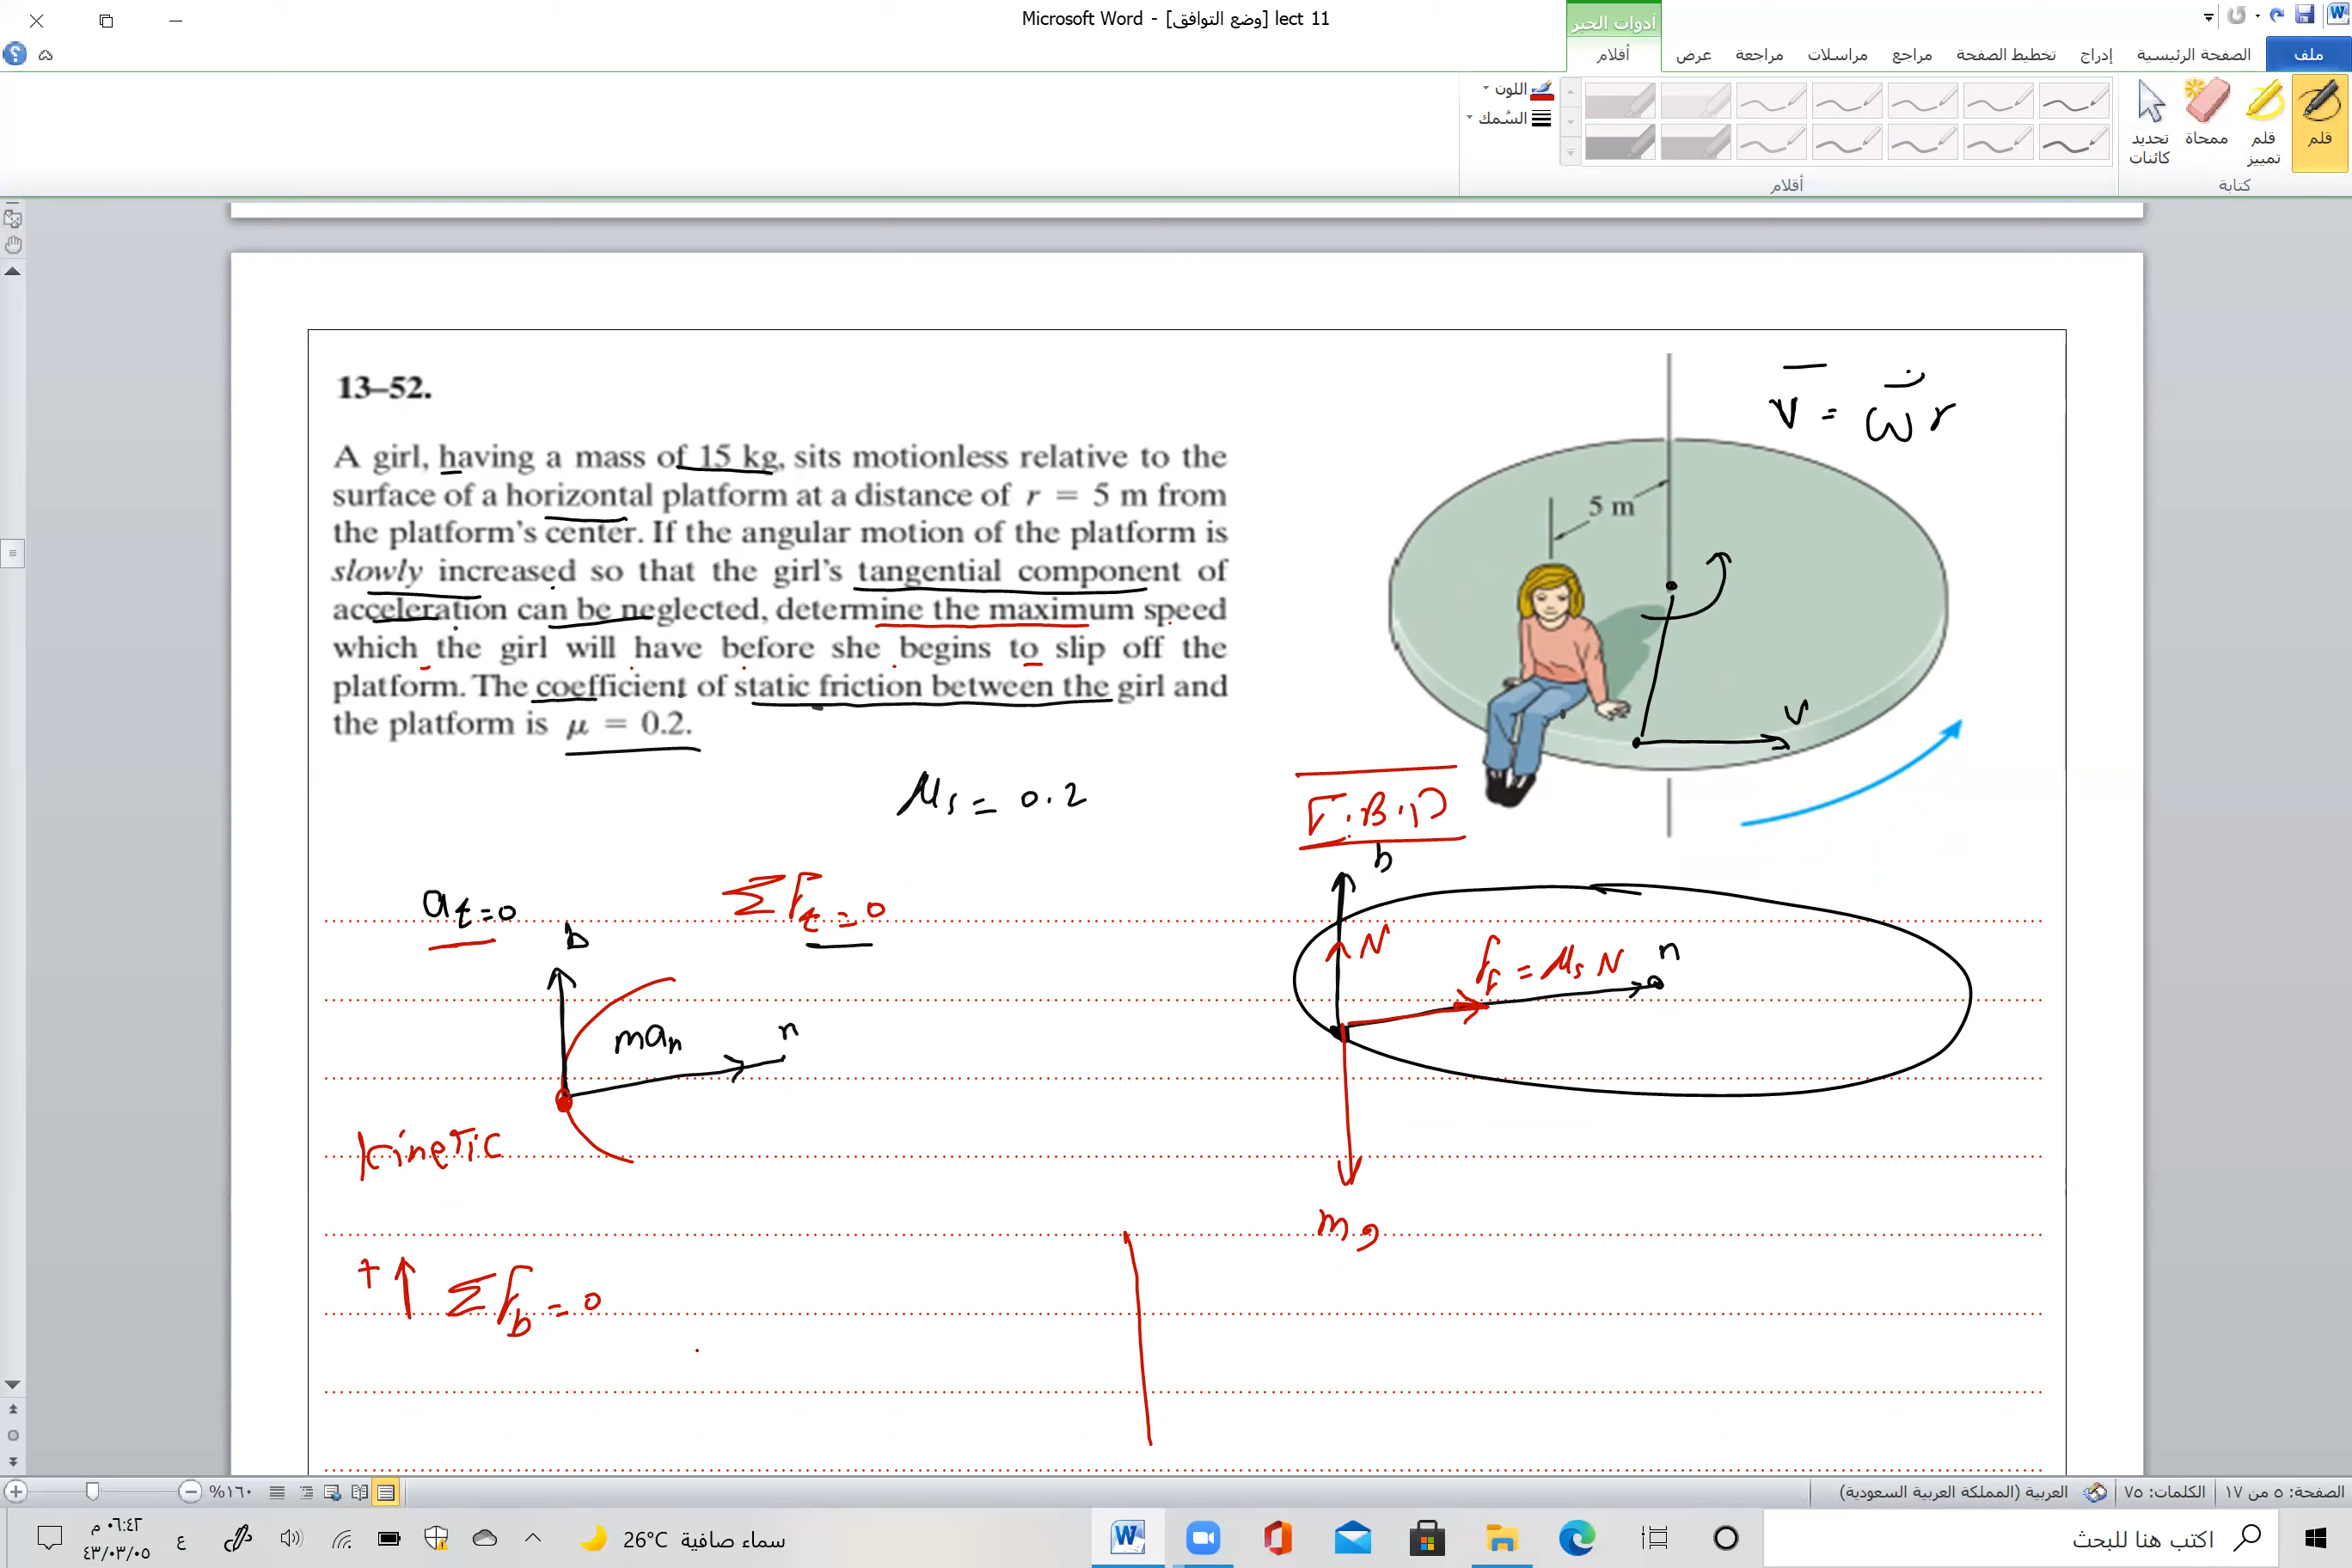 Microsoft Word - [وضع التوافق] lect 11
أدوات الحبر
ملف
الصفحة الرئيسية
إدراج
تخطيط الصفحة
مراجع
مراسلات
مراجعة
عرض
أقلام
قلم
قلم تمييز
ممحاة
تحديد كائنات
كتابة
اللون
السُمك
أقلام
13–52.
A girl, having a mass of 15 kg, sits motionless relative to the
surface of a horizontal platform at a distance of r = 5 m from
the platform's center. If the angular motion of the platform is
slowly increased so that the girl's tangential component of
acceleration can be neglected, determine the maximum speed
which the girl will have before she begins to slip off the
platform. The coefficient of static friction between the girl and
the platform is μ = 0.2.
v = ω r
5 m
v
μs = 0.2
F.B.D
b
at = 0
ΣFt = 0
b
N
Ff = μs N
n
man
n
kinetic
mg
+↑ ΣFb = 0
%١٦٠
العربية (المملكة العربية السعودية)
الكلمات: ٧٥
الصفحة: ٥ من ١٧
٠٦:٤٢ م
٤٣/٠٣/٠٥
ع
26°C سماء صافية
اكتب هنا للبحث